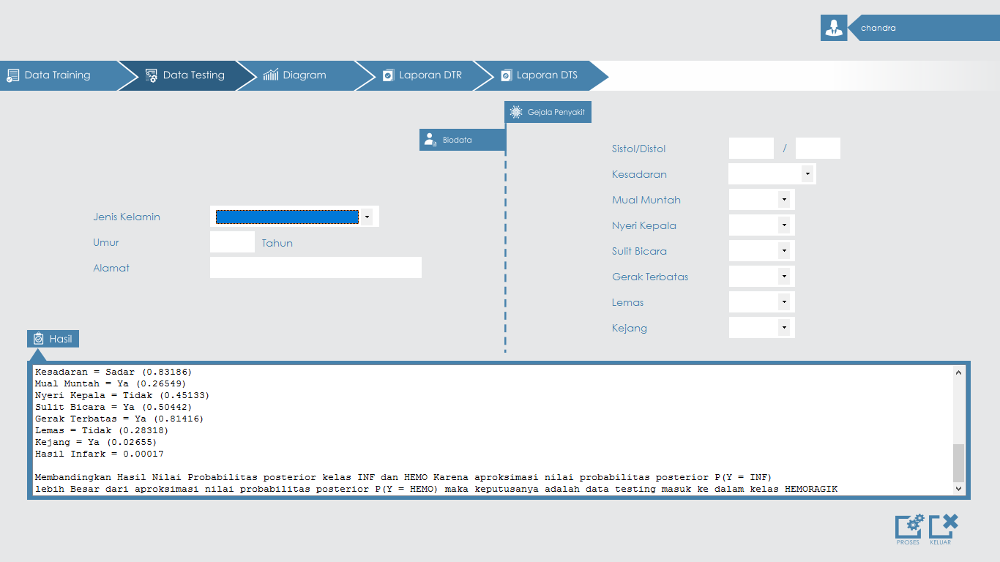 chandra
Data Training
Data Testing
Diagram
Laporan DTR
Laporan DTS
Gejala Penyakit
Biodata
Jenis Kelamin
Umur
Tahun
Alamat
Sistol/Distol
/
Kesadaran
Mual Muntah
Nyeri Kepala
Sulit Bicara
Gerak Terbatas
Lemas
Kejang
Hasil
Kesadaran = Sadar (0.83186)
Mual Muntah = Ya (0.26549)
Nyeri Kepala = Tidak (0.45133)
Sulit Bicara = Ya (0.50442)
Gerak Terbatas = Ya (0.81416)
Lemas = Tidak (0.28318)
Kejang = Ya (0.02655)
Hasil Infark = 0.00017
Membandingkan Hasil Nilai Probabilitas posterior kelas INF dan HEMO Karena aproksimasi nilai probabilitas posterior P(Y = INF)
lebih Besar dari aproksimasi nilai probabilitas posterior P(Y = HEMO) maka keputusanya adalah data testing masuk ke dalam kelas HEMORAGIK
PROSES
KELUAR